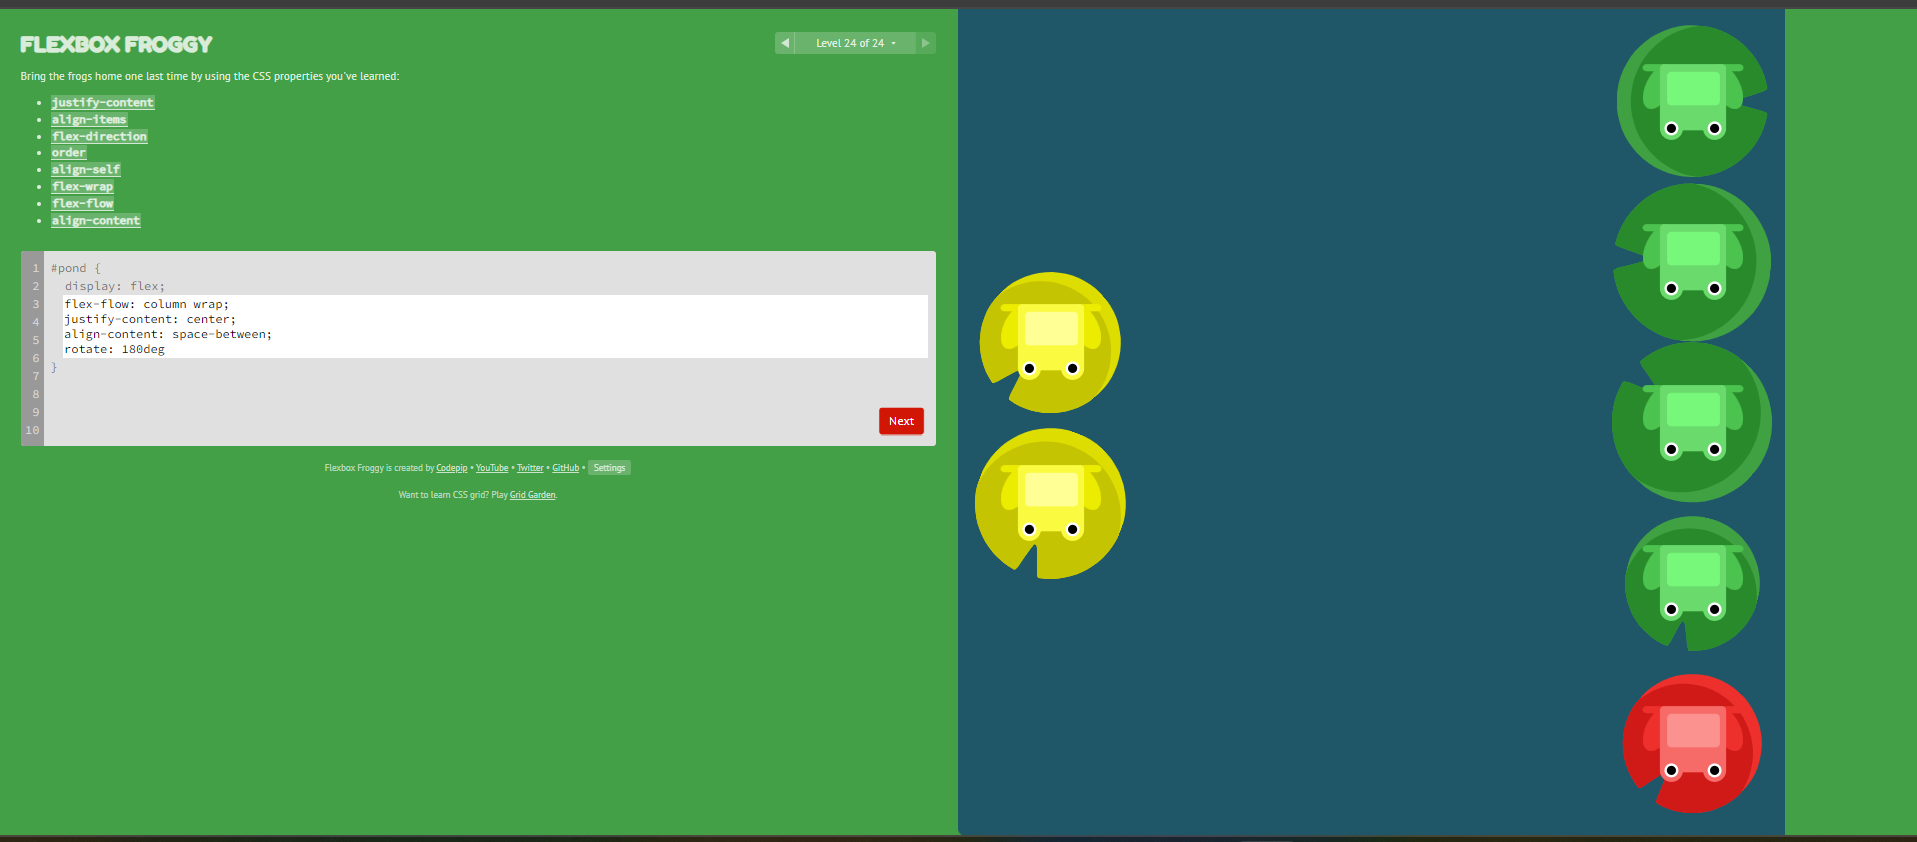 FLEXBOX FROGGY
Level 24 of 24
Bring the frogs home one last time by using the CSS properties you've learned:
justify-content
align-items
flex-direction
order
align-self
flex-wrap
flex-flow
align-content
1 #pond {
2 display: flex;
3 flex-flow: column wrap;
4 justify-content: center;
5 align-content: space-between;
6 rotate: 180deg
7 }
8
9
10
Next
Flexbox Froggy is created by Codepip • YouTube • Twitter • GitHub • Settings
Want to learn CSS grid? Play Grid Garden.